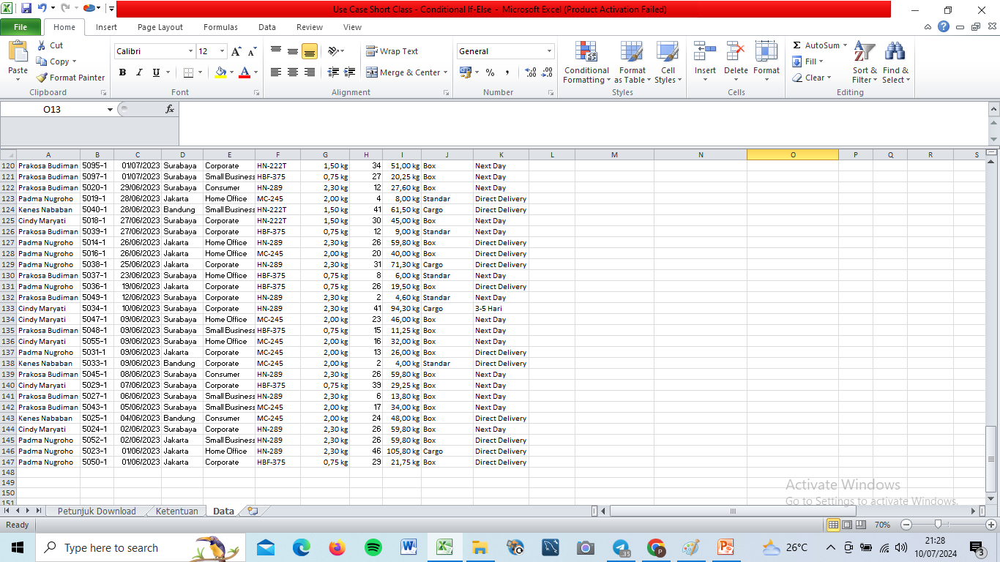 Use Case Short Class - Conditional If-Else - Microsoft Excel (Product Activation Failed)
File Home Insert Page Layout Formulas Data Review View
Paste Cut Copy Format Painter Clipboard
Calibri 12 B I U Font
Wrap Text Merge & Center Alignment
General % , Number
Conditional Formatting Format as Table Cell Styles Styles
Insert Delete Format Cells
Σ AutoSum Fill Clear Sort & Filter Find & Select Editing
O13 fx
A B C D E F G H I J K L M N O P Q R S
120 Prakosa Budiman 5095-1 01/07/2023 Surabaya Corporate HN-222T 1,50 kg 34 51,00 kg Box Next Day
121 Prakosa Budiman 5097-1 01/07/2023 Surabaya Small Business HBF-375 0,75 kg 27 20,25 kg Box Next Day
122 Prakosa Budiman 5020-1 29/06/2023 Surabaya Consumer HN-289 2,30 kg 12 27,60 kg Box Next Day
123 Padma Nugroho 5019-1 28/06/2023 Jakarta Home Office MC-245 2,00 kg 4 8,00 kg Standar Direct Delivery
124 Kenes Nababan 5040-1 28/06/2023 Bandung Small Business HN-222T 1,50 kg 41 61,50 kg Cargo Direct Delivery
125 Cindy Maryati 5018-1 27/06/2023 Surabaya Corporate HN-222T 1,50 kg 30 45,00 kg Box Next Day
126 Prakosa Budiman 5039-1 27/06/2023 Surabaya Corporate HBF-375 0,75 kg 12 9,00 kg Standar Next Day
127 Padma Nugroho 5014-1 26/06/2023 Jakarta Home Office HN-289 2,30 kg 26 59,80 kg Box Direct Delivery
128 Padma Nugroho 5016-1 26/06/2023 Jakarta Home Office MC-245 2,00 kg 20 40,00 kg Box Direct Delivery
129 Padma Nugroho 5038-1 25/06/2023 Jakarta Corporate HN-289 2,30 kg 31 71,30 kg Cargo Direct Delivery
130 Prakosa Budiman 5037-1 23/06/2023 Surabaya Home Office HBF-375 0,75 kg 8 6,00 kg Standar Next Day
131 Padma Nugroho 5036-1 19/06/2023 Jakarta Corporate HBF-375 0,75 kg 26 19,50 kg Box Direct Delivery
132 Prakosa Budiman 5049-1 12/06/2023 Surabaya Corporate HN-289 2,30 kg 2 4,60 kg Standar Next Day
133 Cindy Maryati 5034-1 10/06/2023 Surabaya Corporate HN-289 2,30 kg 41 94,30 kg Cargo 3-5 Hari
134 Cindy Maryati 5047-1 09/06/2023 Surabaya Home Office MC-245 2,00 kg 23 46,00 kg Box Next Day
135 Prakosa Budiman 5048-1 09/06/2023 Surabaya Small Business HBF-375 0,75 kg 15 11,25 kg Box Next Day
136 Cindy Maryati 5055-1 09/06/2023 Surabaya Home Office MC-245 2,00 kg 16 32,00 kg Box Next Day
137 Padma Nugroho 5031-1 09/06/2023 Jakarta Corporate MC-245 2,00 kg 13 26,00 kg Box Direct Delivery
138 Kenes Nababan 5033-1 09/06/2023 Bandung Corporate MC-245 2,00 kg 2 4,00 kg Standar Direct Delivery
139 Prakosa Budiman 5045-1 08/06/2023 Surabaya Consumer HN-289 2,30 kg 26 59,80 kg Box Next Day
140 Cindy Maryati 5029-1 07/06/2023 Surabaya Corporate HBF-375 0,75 kg 39 29,25 kg Box Next Day
141 Prakosa Budiman 5027-1 06/06/2023 Surabaya Small Business HN-289 2,30 kg 6 13,80 kg Box Next Day
142 Prakosa Budiman 5043-1 05/06/2023 Surabaya Small Business MC-245 2,00 kg 17 34,00 kg Box Next Day
143 Kenes Nababan 5025-1 04/06/2023 Bandung Consumer MC-245 2,00 kg 24 48,00 kg Box Direct Delivery
144 Cindy Maryati 5024-1 02/06/2023 Surabaya Corporate HN-289 2,30 kg 26 59,80 kg Box Next Day
145 Padma Nugroho 5052-1 02/06/2023 Jakarta Small Business HN-289 2,30 kg 26 59,80 kg Box Direct Delivery
146 Padma Nugroho 5023-1 01/06/2023 Jakarta Home Office HN-289 2,30 kg 46 105,80 kg Cargo Direct Delivery
147 Padma Nugroho 5050-1 01/06/2023 Jakarta Corporate HBF-375 0,75 kg 29 21,75 kg Box Direct Delivery
148
149
150
151
Activate Windows
Go to Settings to activate Windows.
Petunjuk Download Ketentuan Data
Ready 70%
Type here to search 26°C 21:28
10/07/2024 3